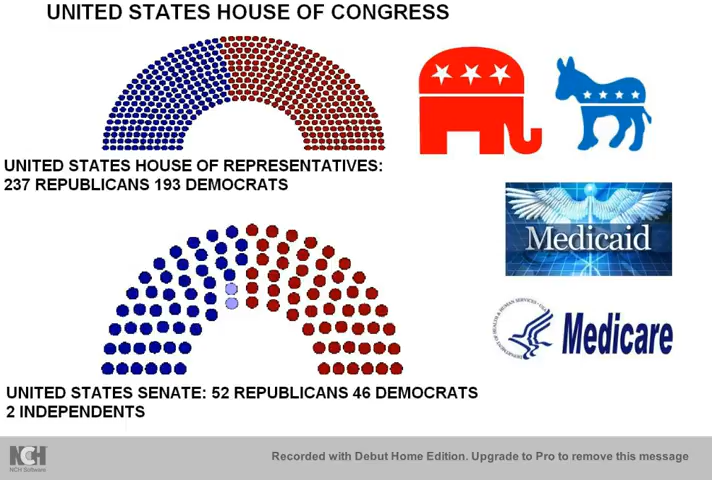 UNITED STATES HOUSE OF CONGRESS
UNITED STATES HOUSE OF REPRESENTATIVES:
237 REPUBLICANS 193 DEMOCRATS
Medicaid
Medicare
UNITED STATES SENATE: 52 REPUBLICANS 46 DEMOCRATS
2 INDEPENDENTS
NCH
NCH Software
Recorded with Debut Home Edition. Upgrade to Pro to remove this message